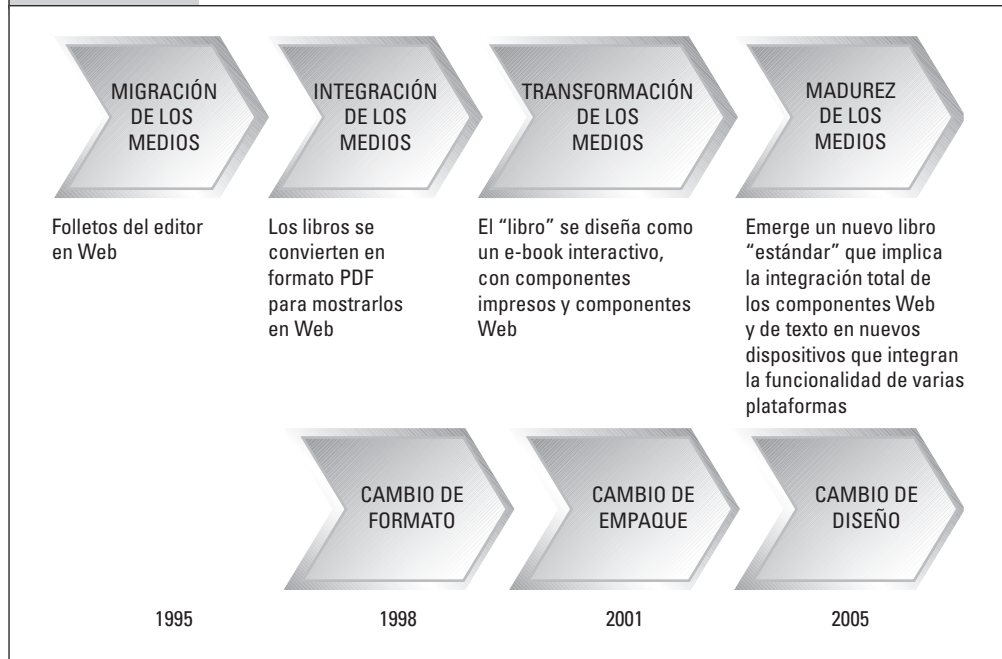 MIGRACIÓN
DE LOS
MEDIOS
INTEGRACIÓN
DE LOS
MEDIOS
TRANSFORMACIÓN
DE LOS
MEDIOS
MADUREZ
DE LOS
MEDIOS
Folletos del editor
en Web
Los libros se
convierten en
formato PDF
para mostrarlos
en Web
El “libro” se diseña como
un e-book interactivo,
con componentes
impresos y componentes
Web
Emerge un nuevo libro
“estándar” que implica
la integración total de
los componentes Web
y de texto en nuevos
dispositivos que integran
la funcionalidad de varias
plataformas
CAMBIO DE
FORMATO
CAMBIO DE
EMPAQUE
CAMBIO DE
DISEÑO
1995
1998
2001
2005